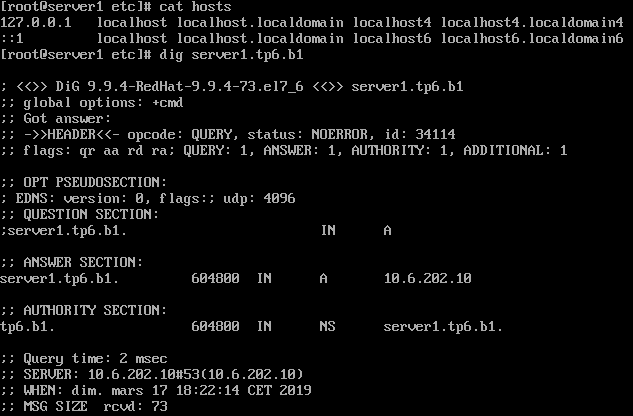 [root@server1 etc]# cat hosts
127.0.0.1   localhost localhost.localdomain localhost4 localhost4.localdomain4
::1         localhost localhost.localdomain localhost6 localhost6.localdomain6
[root@server1 etc]# dig server1.tp6.b1

; <<>> DiG 9.9.4-RedHat-9.9.4-73.el7_6 <<>> server1.tp6.b1
;; global options: +cmd
;; Got answer:
;; ->>HEADER<<- opcode: QUERY, status: NOERROR, id: 34114
;; flags: qr aa rd ra; QUERY: 1, ANSWER: 1, AUTHORITY: 1, ADDITIONAL: 1

;; OPT PSEUDOSECTION:
; EDNS: version: 0, flags:; udp: 4096
;; QUESTION SECTION:
;server1.tp6.b1.                        IN      A

;; ANSWER SECTION:
server1.tp6.b1.         604800  IN      A       10.6.202.10

;; AUTHORITY SECTION:
tp6.b1.                 604800  IN      NS      server1.tp6.b1.

;; Query time: 2 msec
;; SERVER: 10.6.202.10#53(10.6.202.10)
;; WHEN: dim. mars 17 18:22:14 CET 2019
;; MSG SIZE  rcvd: 73